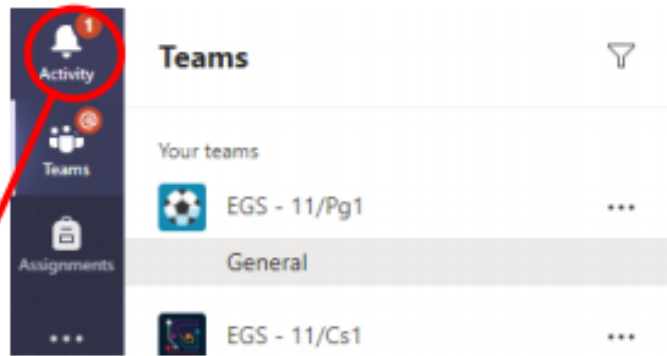 1
Activity
Teams
Assignments
Teams
Your teams
EGS - 11/Pg1
General
EGS - 11/Cs1